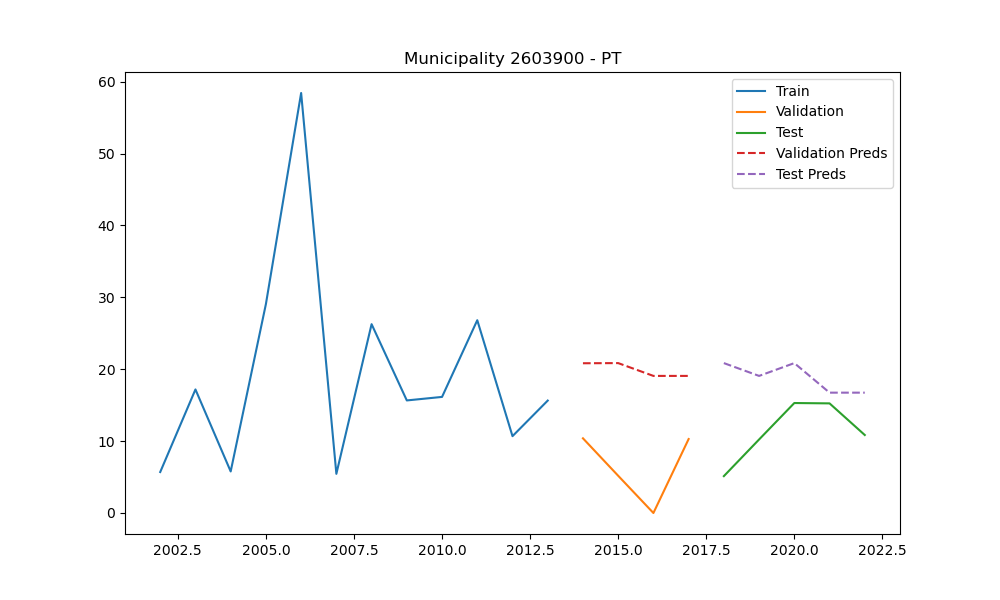 Municipality 2603900 - PT
60
50
40
30
20
10
0
Train
Validation
Test
Validation Preds
Test Preds
2002.5 2005.0 2007.5 2010.0 2012.5 2015.0 2017.5 2020.0 2022.5